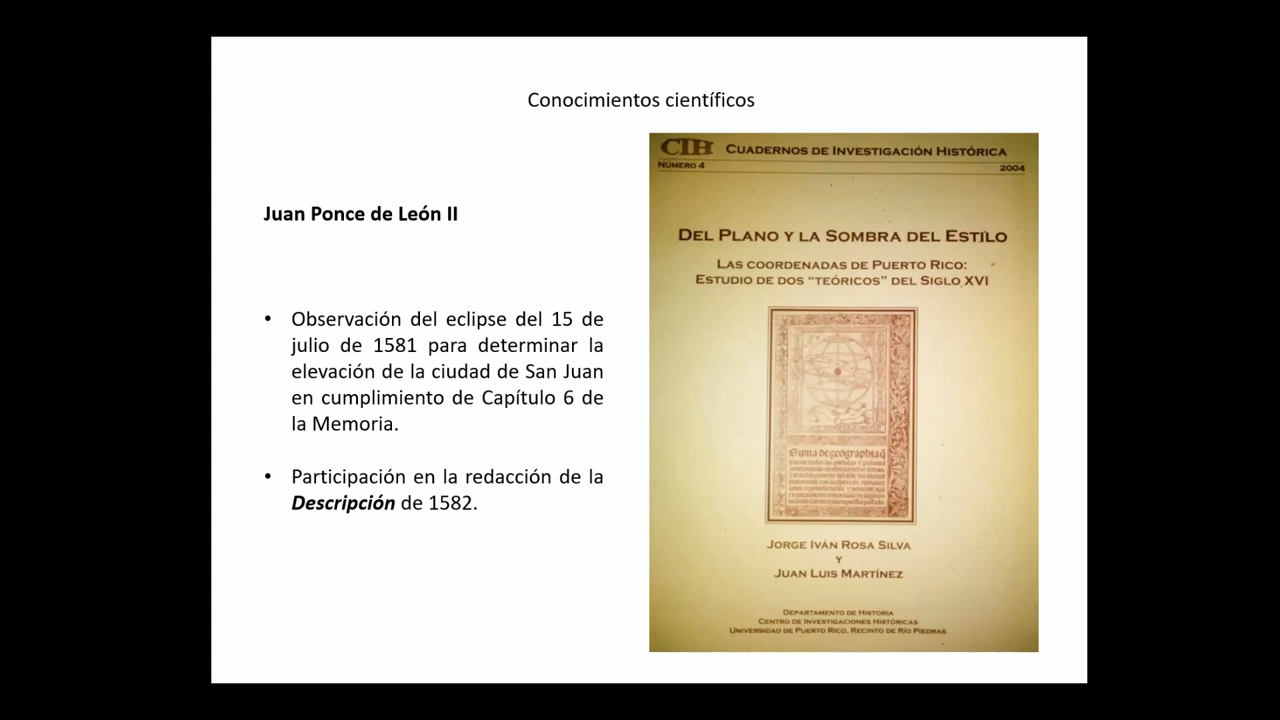 Conocimientos científicos
Juan Ponce de León II
• Observación del eclipse del 15 de
julio de 1581 para determinar la
elevación de la ciudad de San Juan
en cumplimiento de Capítulo 6 de
la Memoria.
• Participación en la redacción de la
Descripción de 1582.
CIH CUADERNOS DE INVESTIGACIÓN HISTÓRICA
NÚMERO 4 2004
DEL PLANO Y LA SOMBRA DEL ESTILO
LAS COORDENADAS DE PUERTO RICO:
ESTUDIO DE DOS “TEÓRICOS” DEL SIGLO XVI
Suma de geographia q̄
JORGE IVÁN ROSA SILVA
Y
JUAN LUIS MARTÍNEZ
DEPARTAMENTO DE HISTORIA
CENTRO DE INVESTIGACIONES HISTÓRICAS
UNIVERSIDAD DE PUERTO RICO, RECINTO DE RÍO PIEDRAS